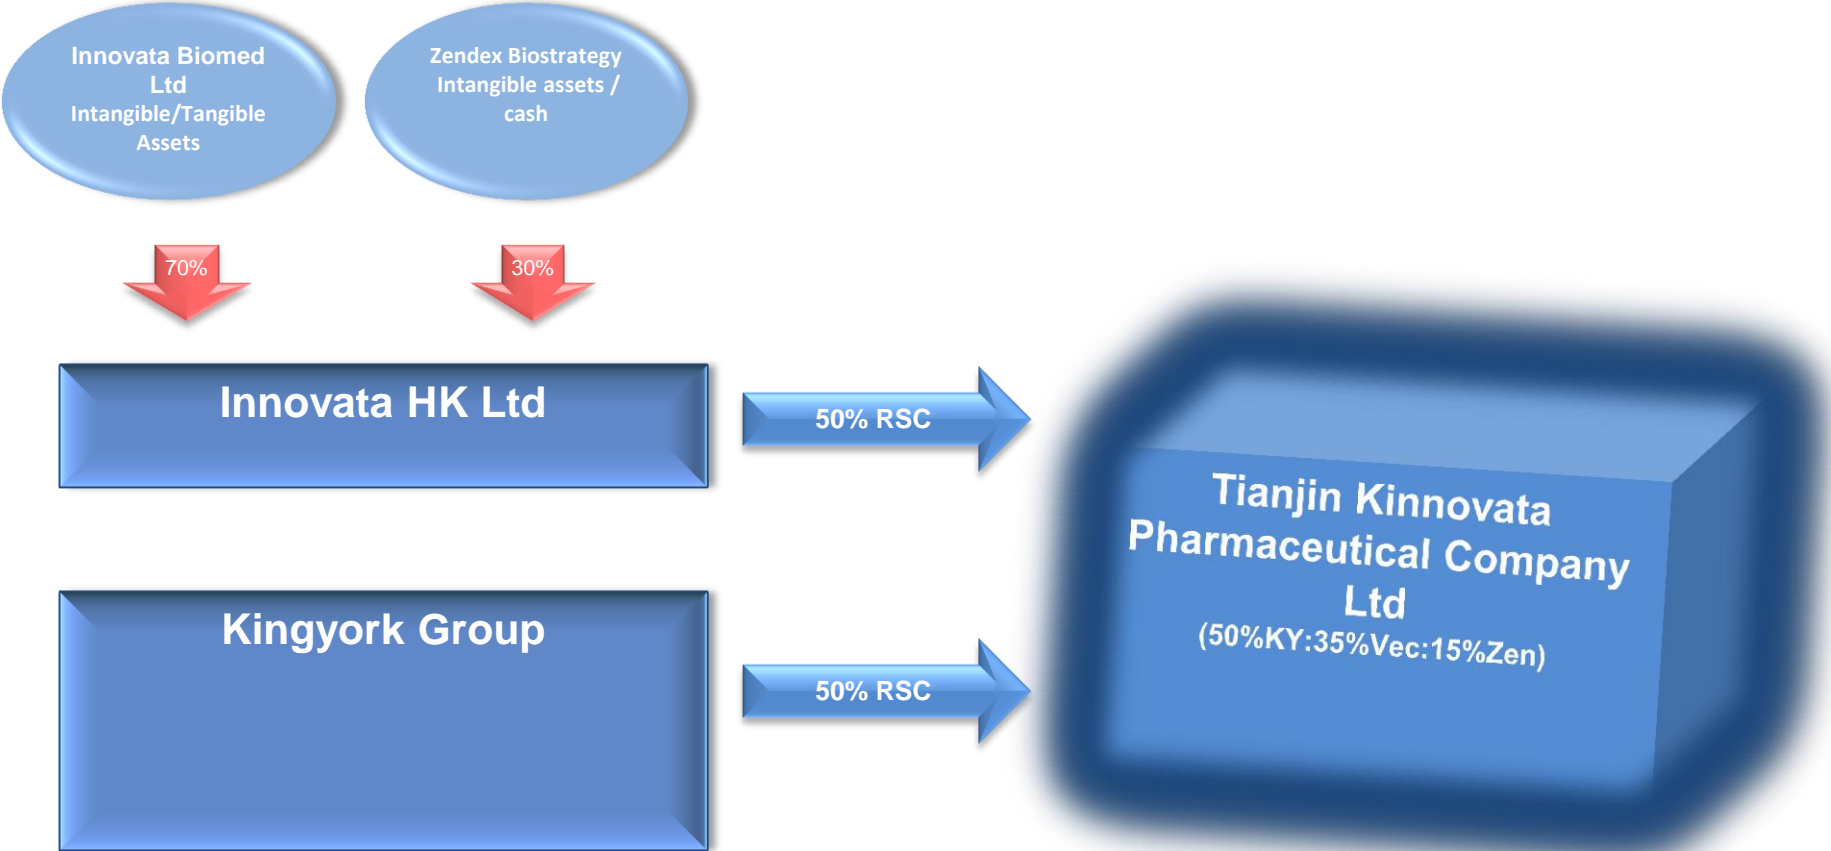 Innovata Biomed
Ltd
Intangible/Tangible
Assets
Zendex Biostrategy
Intangible assets /
cash
70%
30%
Innovata HK Ltd
50% RSC
Kingyork Group
50% RSC
Tianjin Kinnovata
Pharmaceutical Company
Ltd
(50%KY:35%Vec:15%Zen)